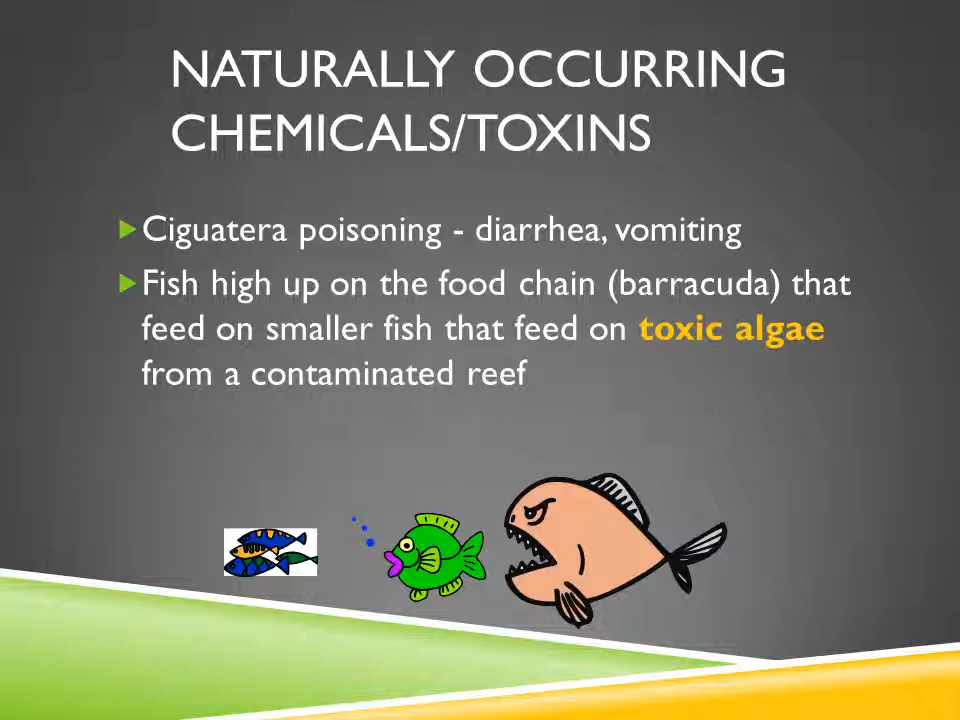 NATURALLY OCCURRING
CHEMICALS/TOXINS
Ciguatera poisoning - diarrhea, vomiting
Fish high up on the food chain (barracuda) that
feed on smaller fish that feed on toxic algae
from a contaminated reef